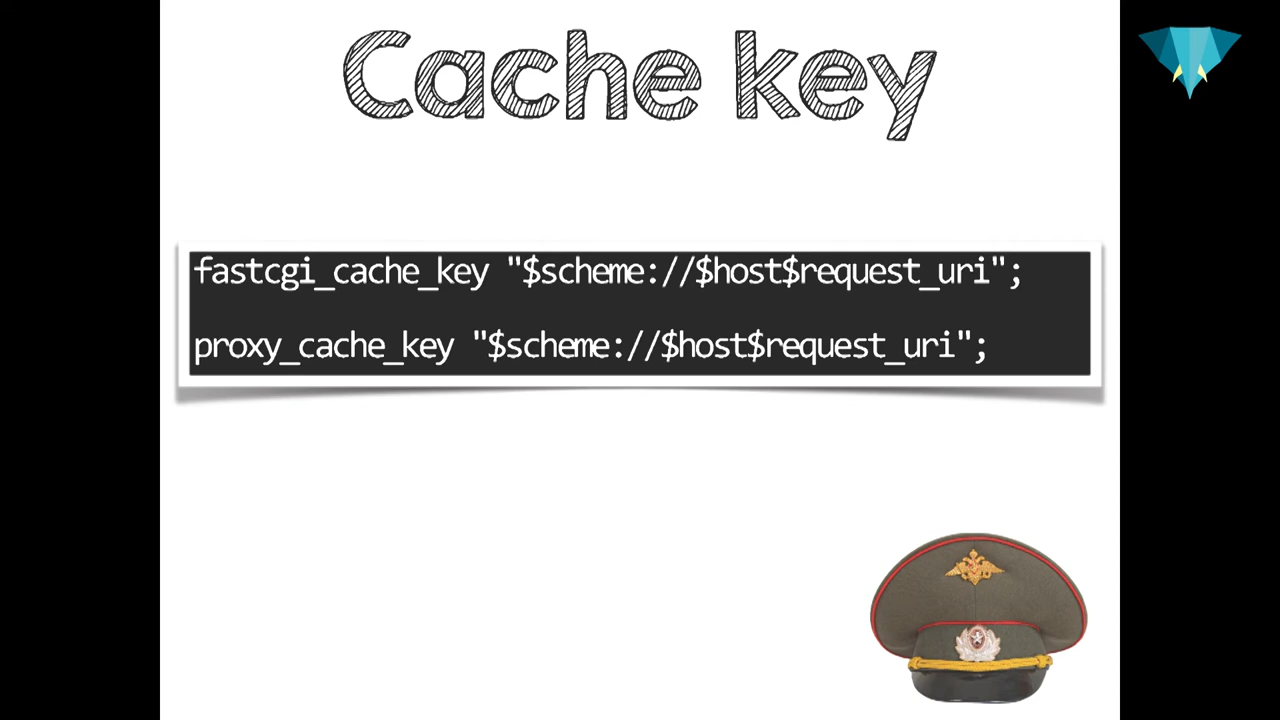 Cache key
fastcgi_cache_key "$scheme://$host$request_uri";
proxy_cache_key "$scheme://$host$request_uri";